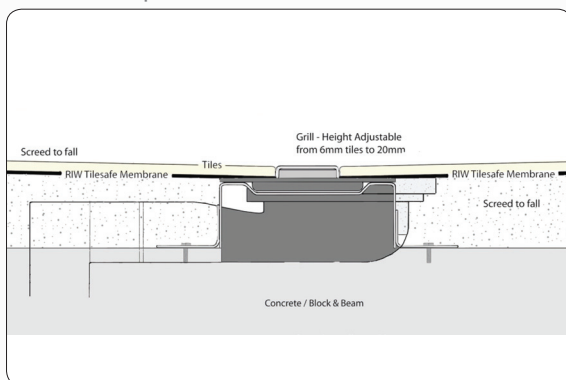 Grill - Height Adjustable
from 6mm tiles to 20mm
Screed to fall
Tiles
RIW Tilesafe Membrane
RIW Tilesafe Membrane
Screed to fall
Concrete / Block & Beam